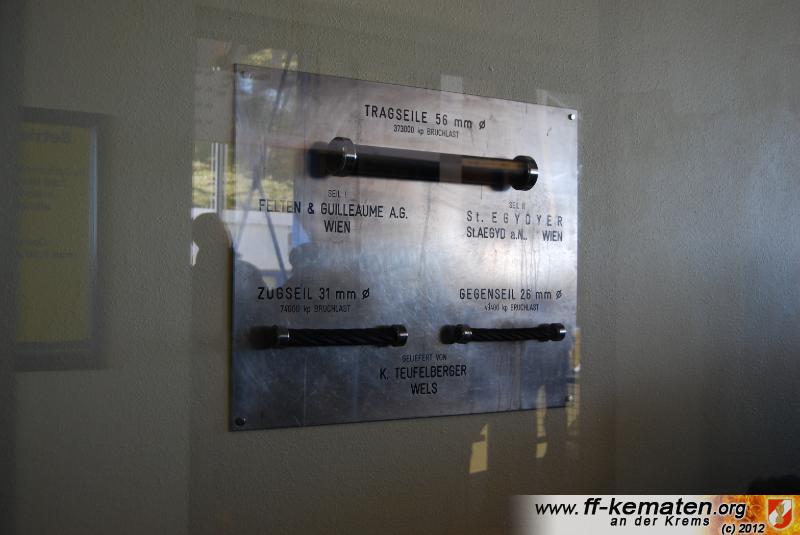 TRAGSEILE 56 mm ø
373000 kp BRUCHLAST
SEIL I
FELTEN & GUILLEAUME A.G.
WIEN
SEIL II
St. EGYDYER
St.AEGYD a.N.. WIEN
ZUGSEIL 31 mm ø
74000 kp BRUCHLAST
GEGENSEIL 26 mm ø
kp BRUCHLAST
GELIEFERT VON
K. TEUFELBERGER
WELS
www.ff-kematen.org
an der Krems
(c) 2012